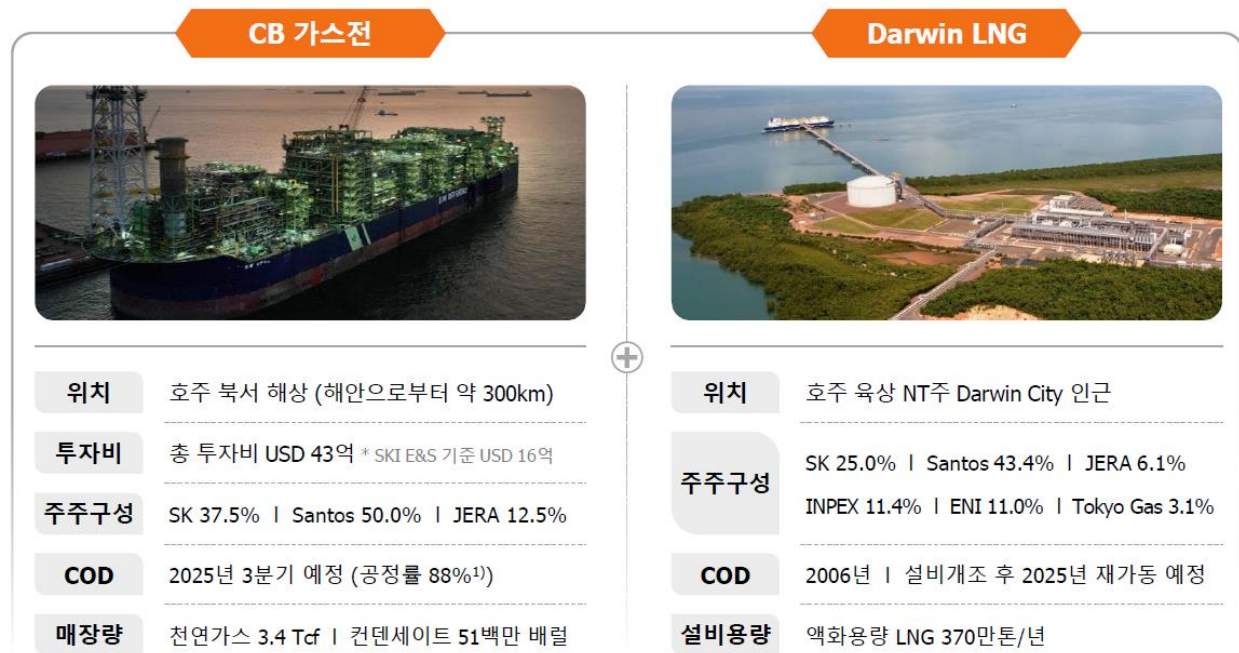 CB 가스전
위치
호주 북서 해상 (해안으로부터 약 300km)
투자비
총 투자비 USD 43억 * SKI E&S 기준 USD 16억
주주구성
SK 37.5% l Santos 50.0% l JERA 12.5%
COD
2025년 3분기 예정 (공정률 88%¹⁾)
매장량
천연가스 3.4 Tcf l 컨덴세이트 51백만 배럴
Darwin LNG
위치
호주 육상 NT주 Darwin City 인근
주주구성
SK 25.0% l Santos 43.4% l JERA 6.1%
INPEX 11.4% l ENI 11.0% l Tokyo Gas 3.1%
COD
2006년 l 설비개조 후 2025년 재가동 예정
설비용량
액화용량 LNG 370만톤/년